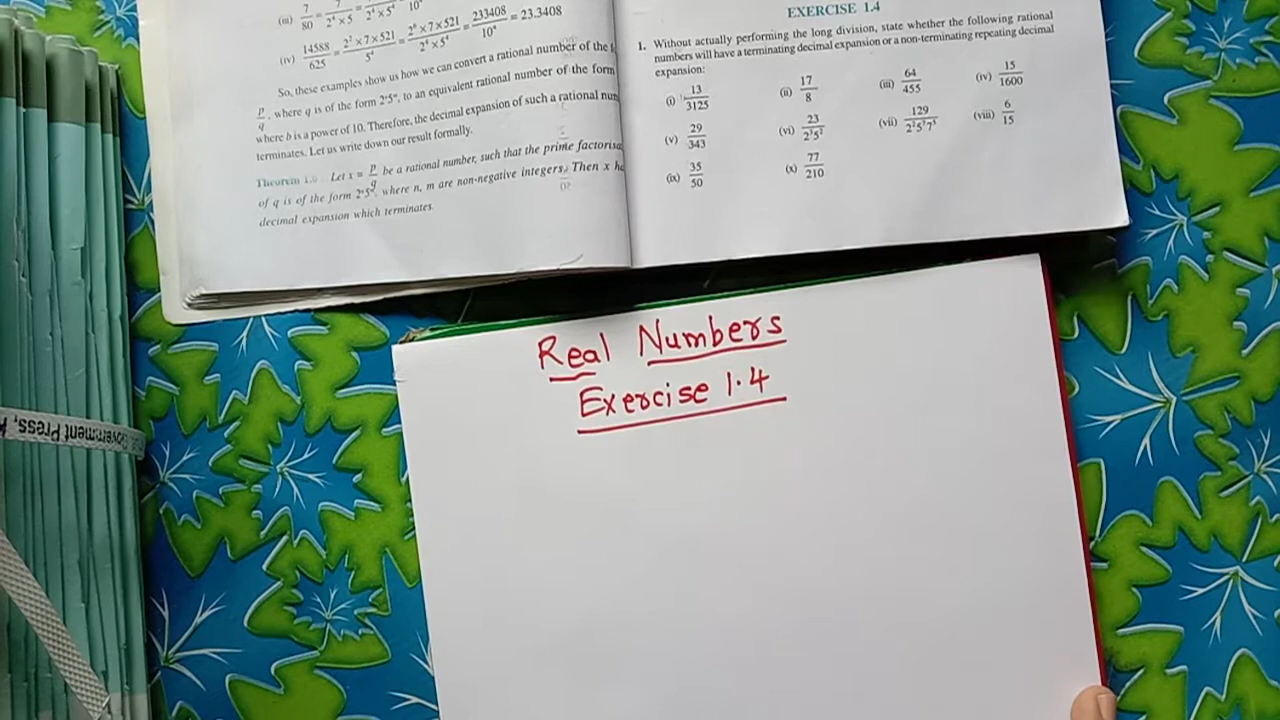 (iii) 7/80 = 7/2⁴ × 5 = 2⁴ × 5⁴ 10⁴
(iv) 14588/625 = 2² × 7 × 521/5⁴ = 2⁶ × 7 × 521/2⁴ × 5⁴ = 233408/10⁴ = 23.3408
So, these examples show us how we can convert a rational number of the
p/q, where q is of the form 2ⁿ5ᵐ, to an equivalent rational number of the form
where b is a power of 10. Therefore, the decimal expansion of such a rational
terminates. Let us write down our result formally.
Theorem Let x = p/q be a rational number, such that the prime
of q is of the form 2ⁿ5ᵐ, where n, m are non-negative integers. Then x
decimal expansion which terminates.
EXERCISE 1.4
1. Without actually performing the long division, state whether the following rational
numbers will have a terminating decimal expansion or a non-terminating repeating decimal
expansion:
(i) 13/3125 (ii) 17/8 (iii) 64/455 (iv) 15/1600
(v) 29/343 (vi) 23/2³5² (vii) 129/2²5⁷7⁵ (viii) 6/15
(ix) 35/50 (x) 77/210
Real Numbers
Exercise 1.4
Government Press,